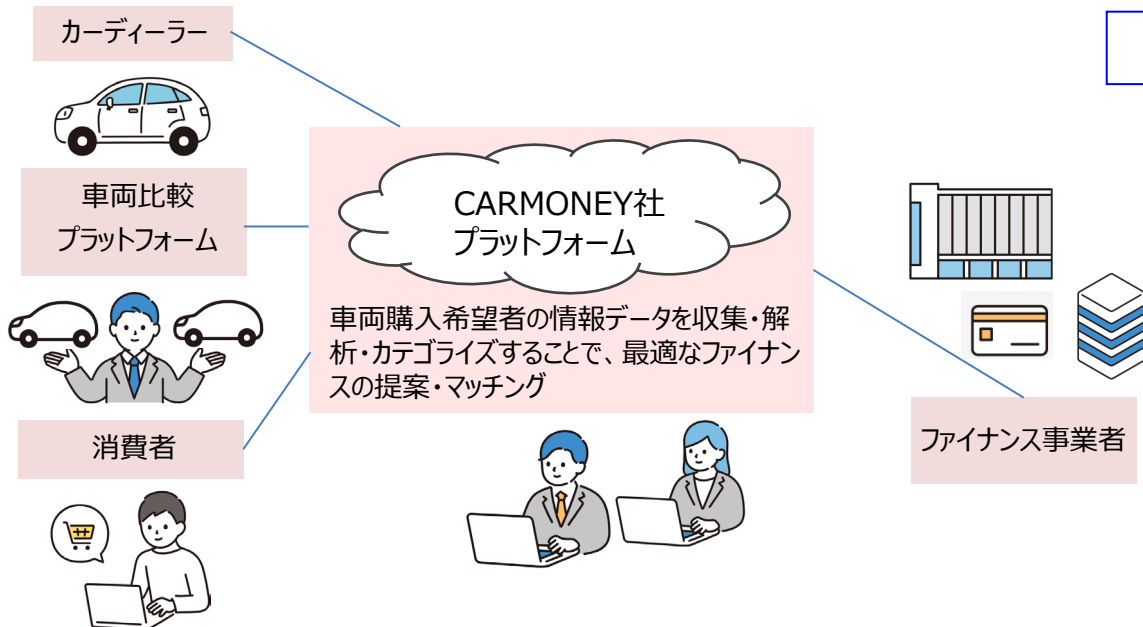 カーディーラー
車両比較
プラットフォーム
消費者
CARMONEY社
プラットフォーム
車両購入希望者の情報データを収集・解
析・カテゴライズすることで、最適なファイナン
スの提案・マッチング
ファイナンス事業者